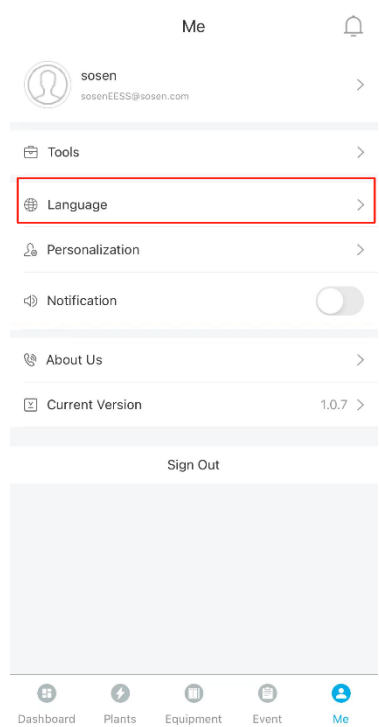 Me
sosen
sosenEESS@sosen.com
Tools
Language
Personalization
Notification
About Us
Current Version 1.0.7
Sign Out
Dashboard Plants Equipment Event Me